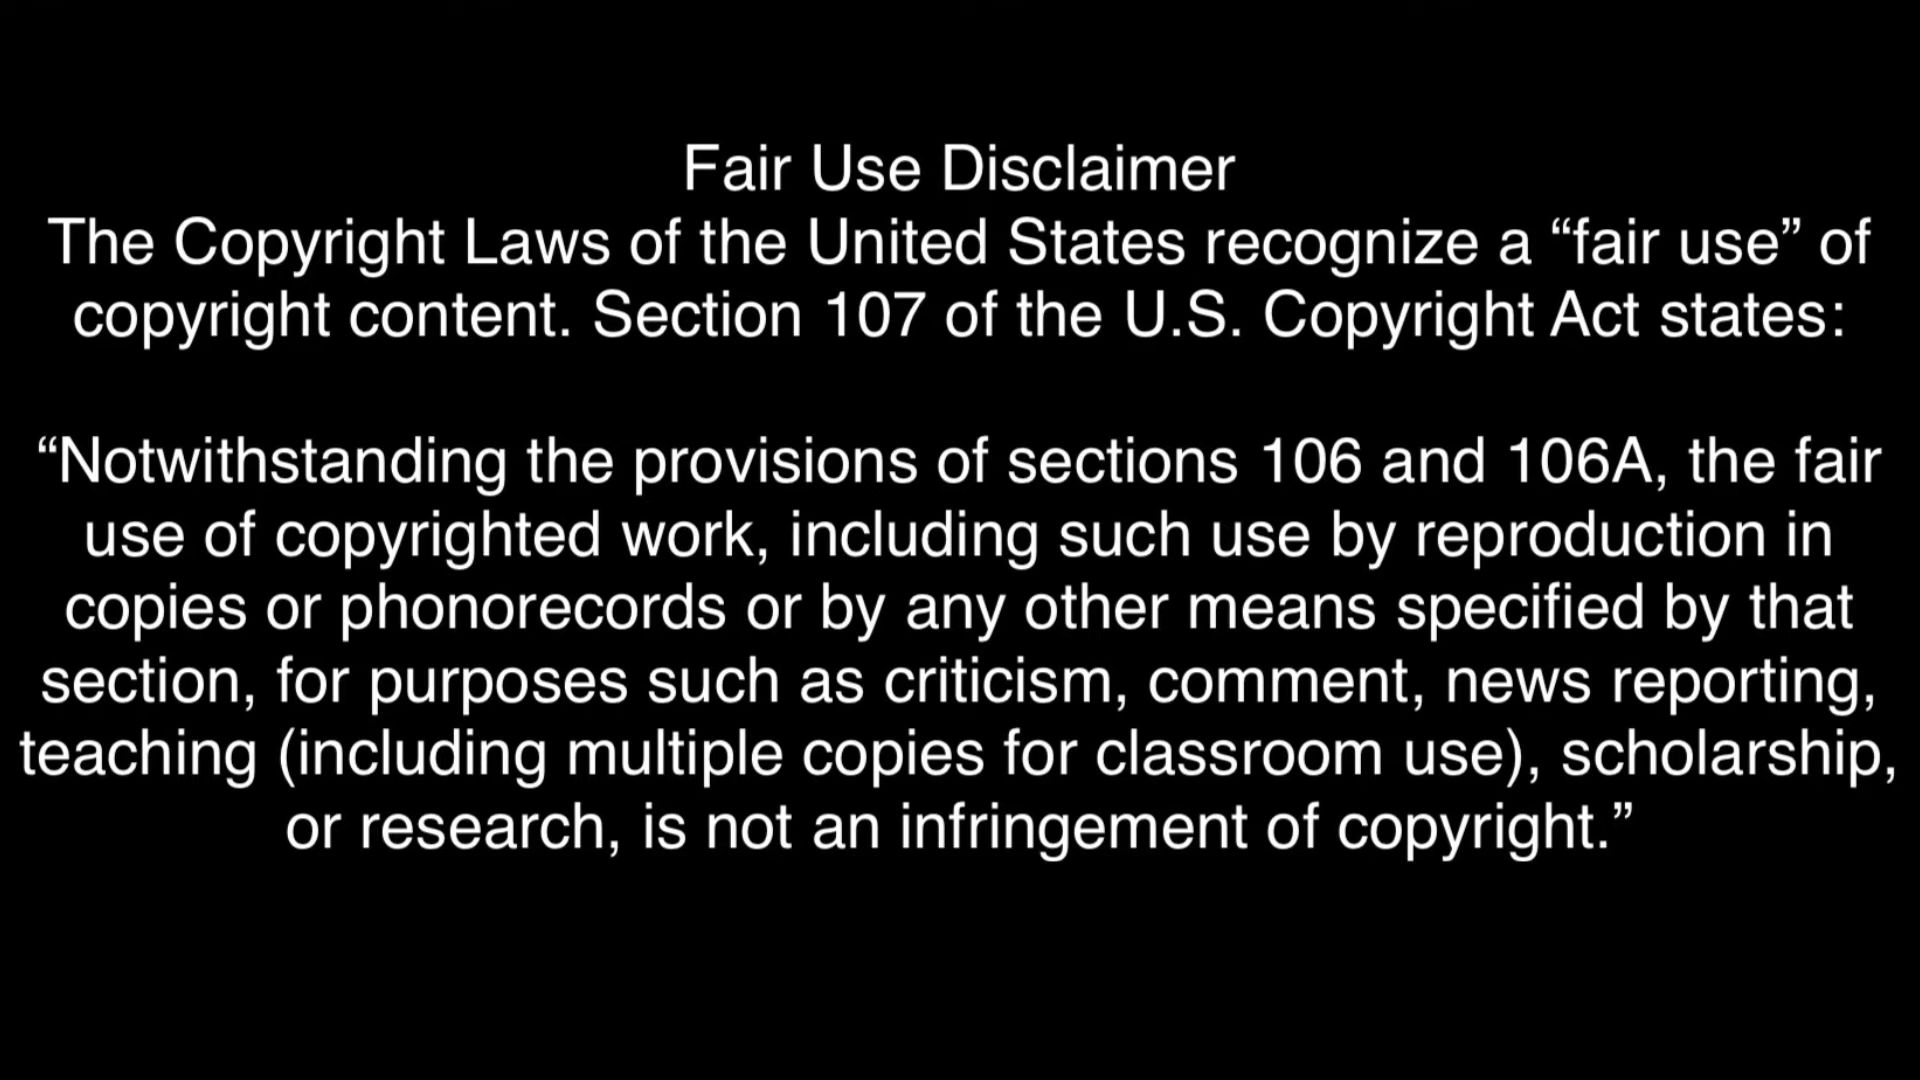 Fair Use Disclaimer
The Copyright Laws of the United States recognize a “fair use” of
copyright content. Section 107 of the U.S. Copyright Act states:
“Notwithstanding the provisions of sections 106 and 106A, the fair
use of copyrighted work, including such use by reproduction in
copies or phonorecords or by any other means specified by that
section, for purposes such as criticism, comment, news reporting,
teaching (including multiple copies for classroom use), scholarship,
or research, is not an infringement of copyright.”